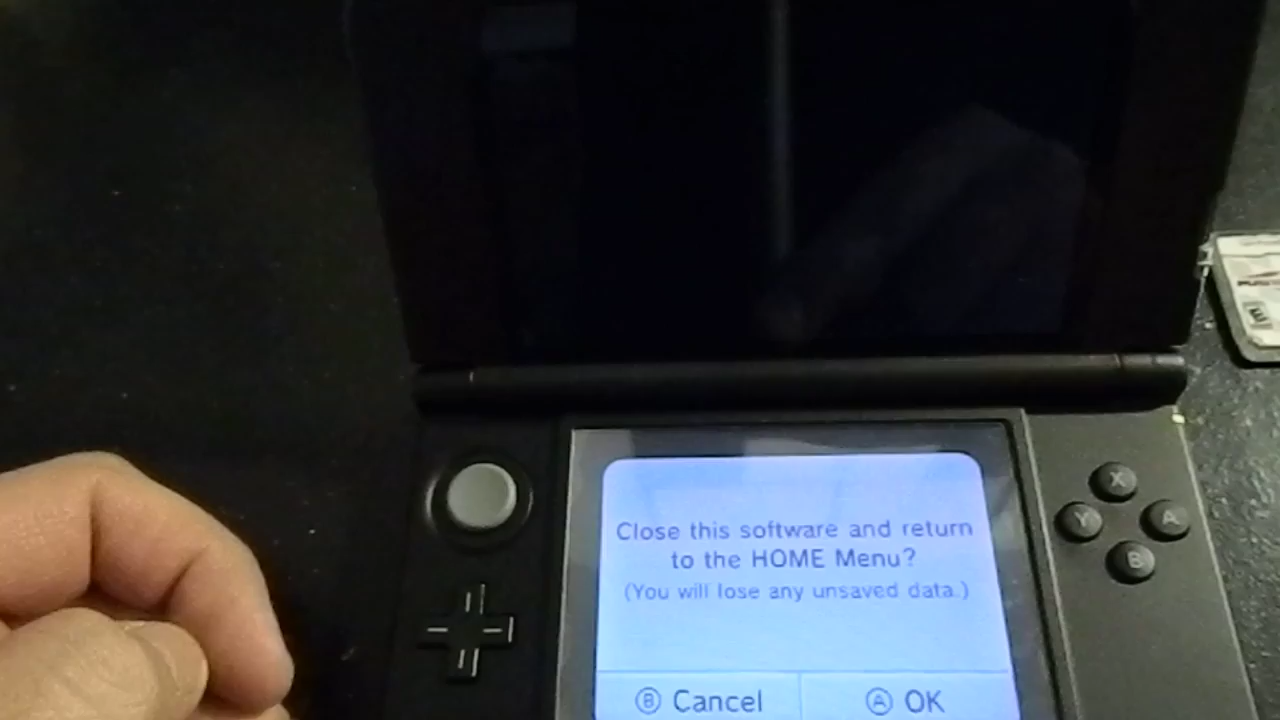 Close this software and return
to the HOME Menu?
(You will lose any unsaved data.)
Ⓑ Cancel
Ⓐ OK
X
Y
A
B